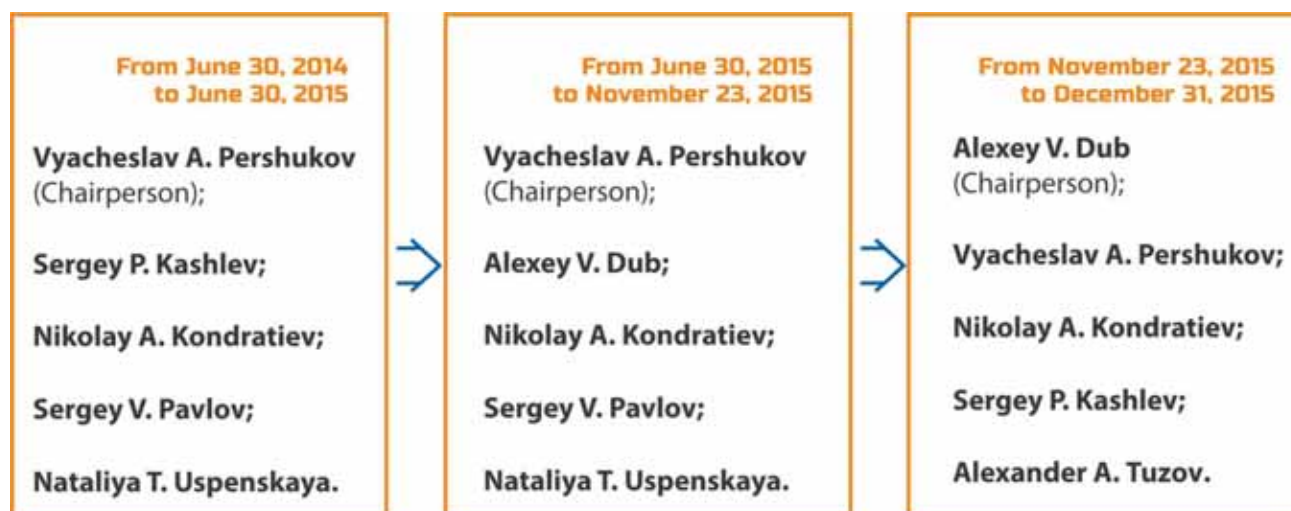 From June 30, 2014
to June 30, 2015
Vyacheslav A. Pershukov
(Chairperson);
Sergey P. Kashlev;
Nikolay A. Kondratiev;
Sergey V. Pavlov;
Nataliya T. Uspenskaya.
From June 30, 2015
to November 23, 2015
Vyacheslav A. Pershukov
(Chairperson);
Alexey V. Dub;
Nikolay A. Kondratiev;
Sergey V. Pavlov;
Nataliya T. Uspenskaya.
From November 23, 2015
to December 31, 2015
Alexey V. Dub
(Chairperson);
Vyacheslav A. Pershukov;
Nikolay A. Kondratiev;
Sergey P. Kashlev;
Alexander A. Tuzov.